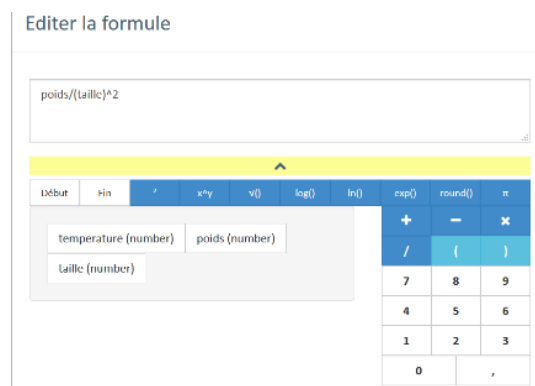 Editer la formule
poids/(taille)^2
Début Fin ' x^y √() log() ln() exp() round() π
+ − ×
temperature (number) poids (number)
/ ( )
taille (number)
7 8 9
4 5 6
1 2 3
0 ,